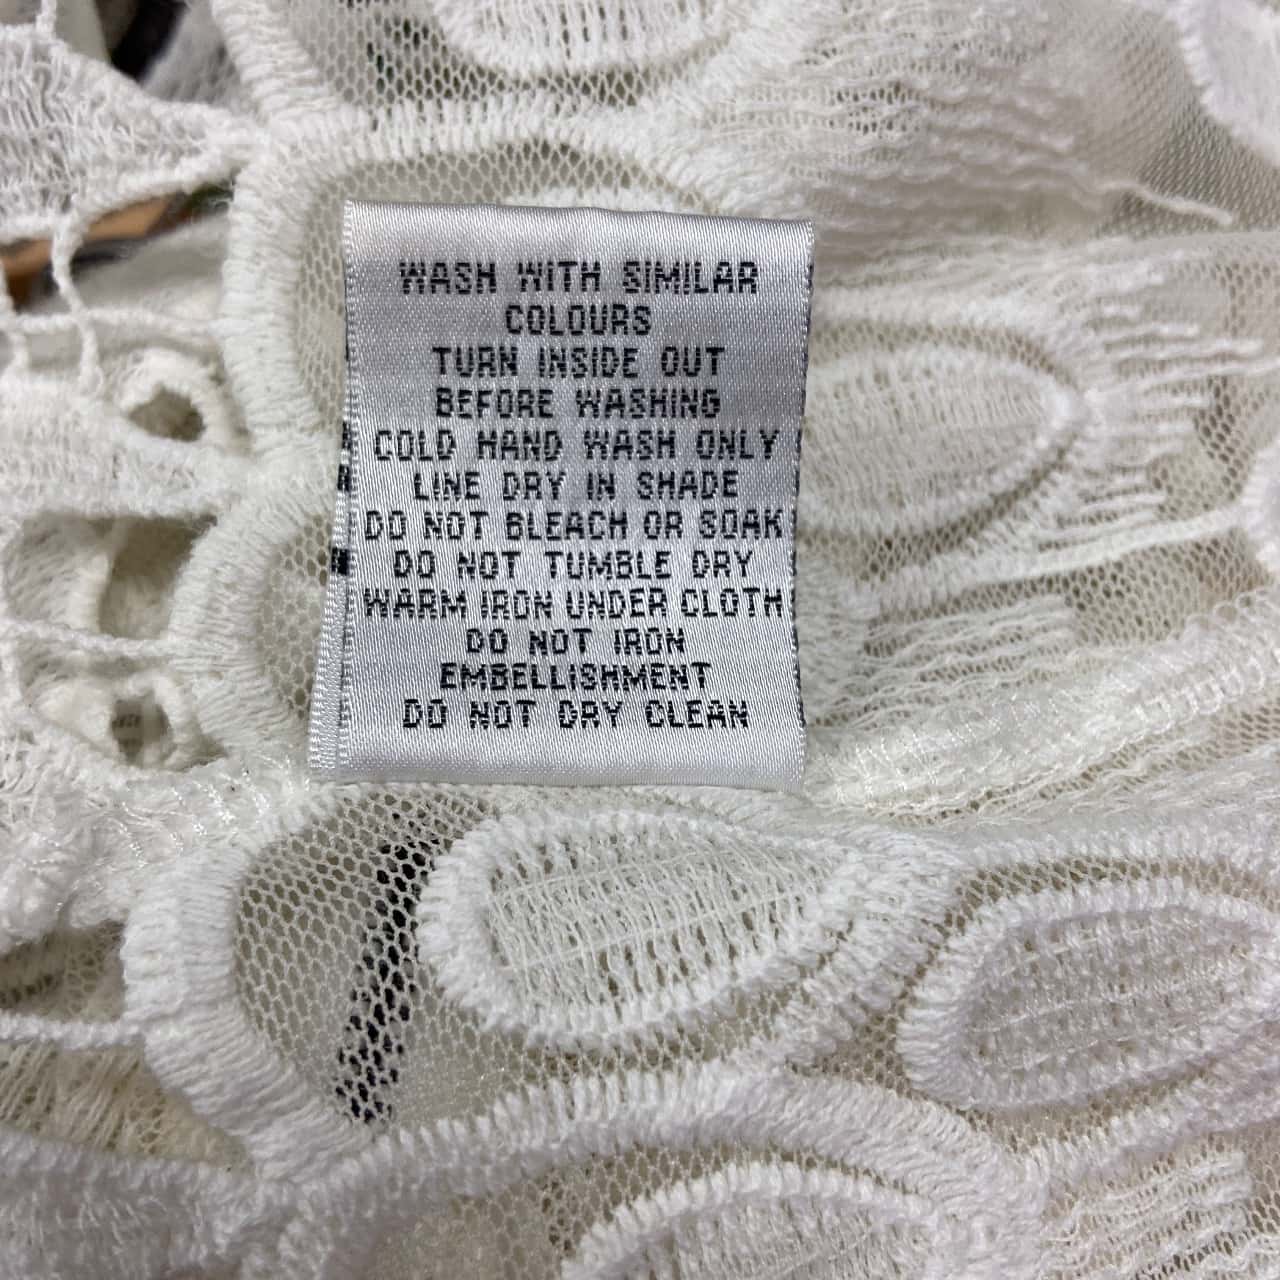 WASH WITH SIMILAR
COLOURS
TURN INSIDE OUT
BEFORE WASHING
COLD HAND WASH ONLY
LINE DRY IN SHADE
DO NOT BLEACH OR SOAK
DO NOT TUMBLE DRY
WARM IRON UNDER CLOTH
DO NOT IRON
EMBELLISHMENT
DO NOT DRY CLEAN